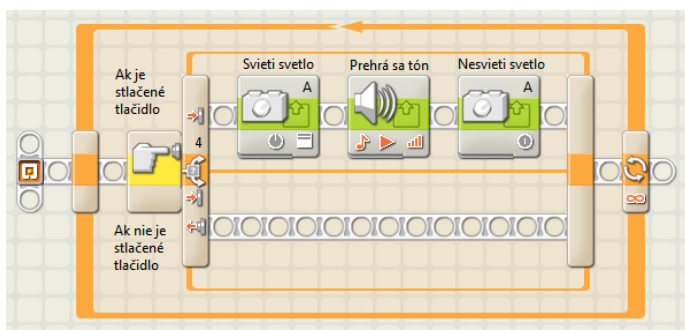 Ak je
stlačené
tlačidlo
Svieti svetlo
Prehrá sa tón
Nesvieti svetlo
A
A
4
Ak nie je
stlačené
tlačidlo